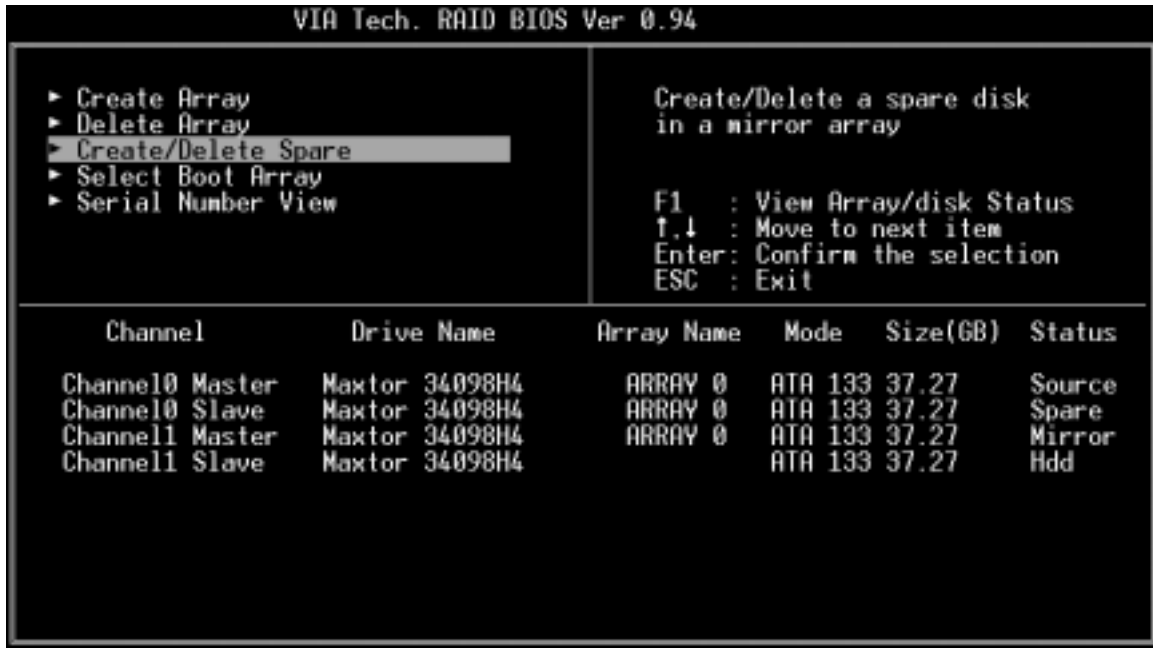 VIA Tech. RAID BIOS Ver 0.94
► Create Array
► Delete Array
► Create/Delete Spare
► Select Boot Array
► Serial Number View
Create/Delete a spare disk
in a mirror array
F1 : View Array/disk Status
↑,↓ : Move to next item
Enter: Confirm the selection
ESC : Exit
Channel Drive Name Array Name Mode Size(GB) Status
Channel0 Master Maxtor 34098H4 ARRAY 0 ATA 133 37.27 Source
Channel0 Slave Maxtor 34098H4 ARRAY 0 ATA 133 37.27 Spare
Channel1 Master Maxtor 34098H4 ARRAY 0 ATA 133 37.27 Mirror
Channel1 Slave Maxtor 34098H4 ATA 133 37.27 Hdd